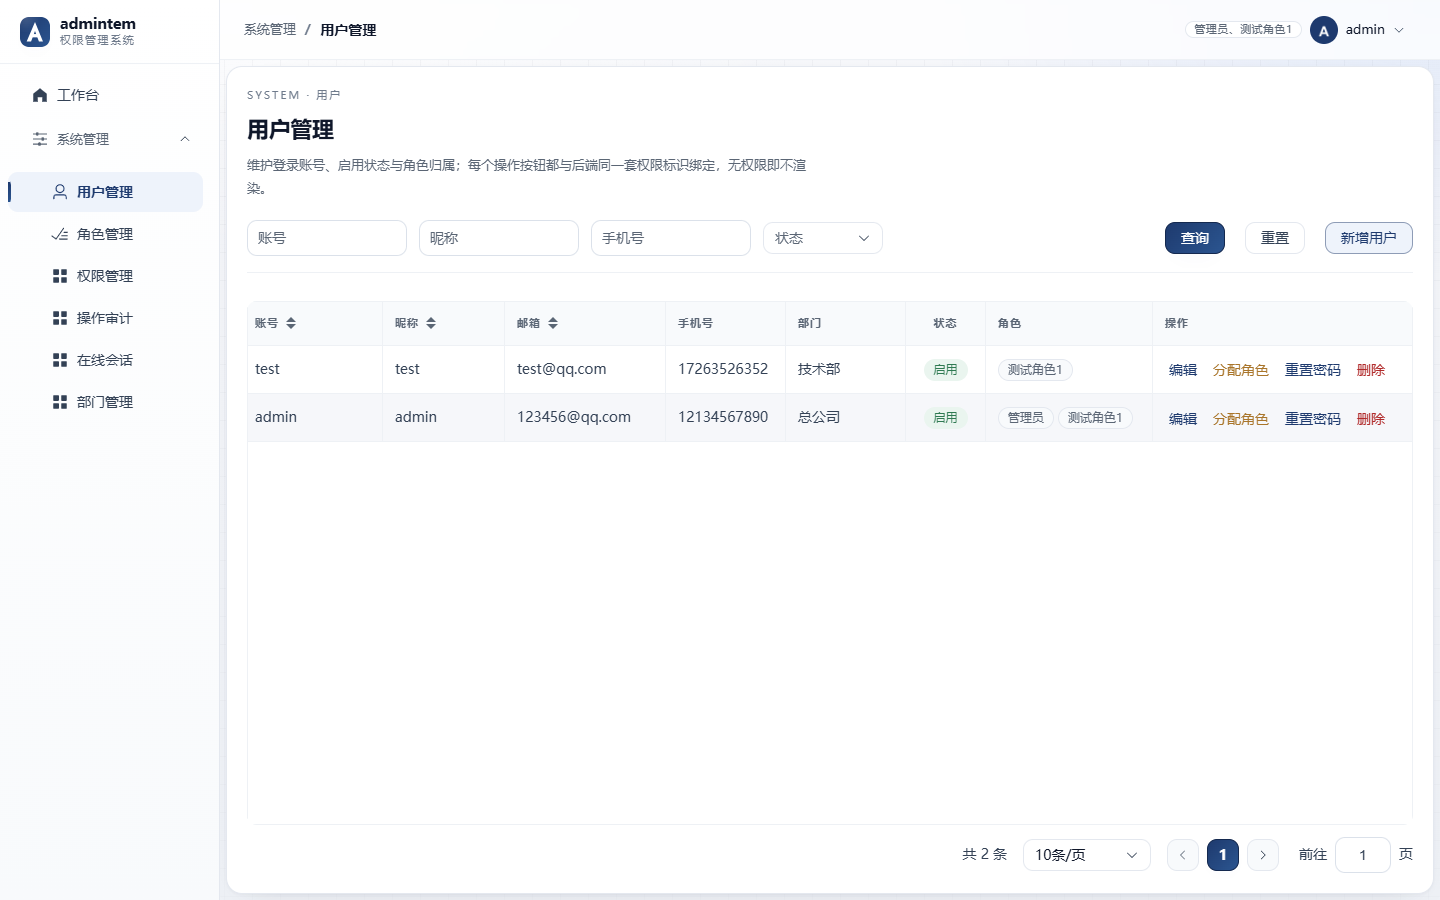 admintem
权限管理系统
工作台
系统管理
用户管理
角色管理
权限管理
操作审计
在线会话
部门管理
系统管理 / 用户管理
管理员、测试角色1
A admin
SYSTEM · 用户
用户管理
维护登录账号、启用状态与角色归属；每个操作按钮都与后端同一套权限标识绑定，无权限即不渲
染。
账号 昵称 手机号 状态 查询 重置 新增用户
账号 昵称 邮箱 手机号 部门 状态 角色 操作
test test test@qq.com 17263526352 技术部 启用 测试角色1 编辑 分配角色 重置密码 删除
admin admin 123456@qq.com 12134567890 总公司 启用 管理员 测试角色1 编辑 分配角色 重置密码 删除
共 2 条 10条/页 1 前往 1 页